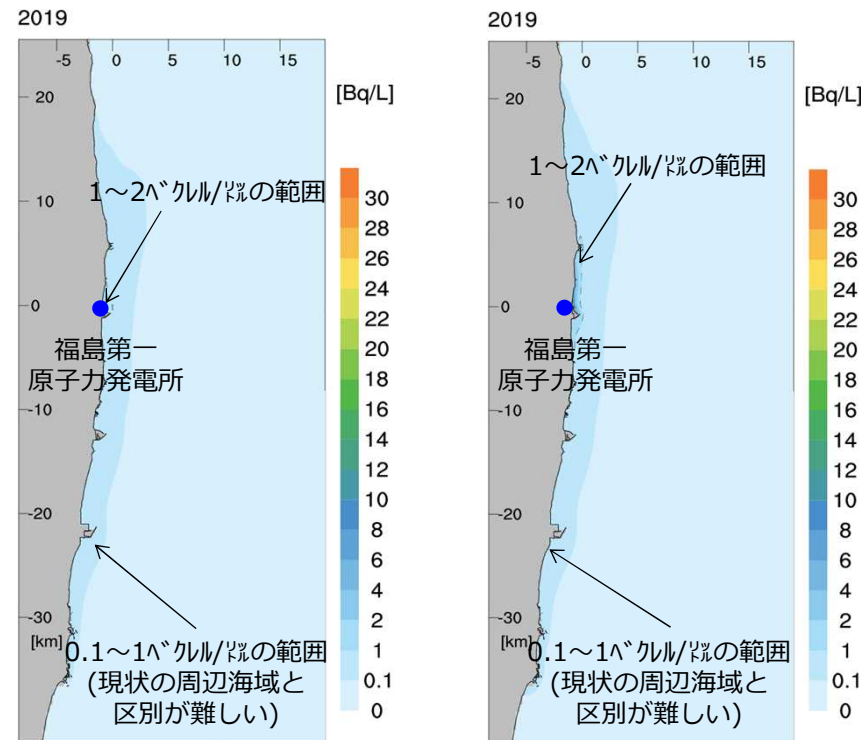 2019
-5 0 5 10 15
[Bq/L]
20
10
0
-10
-20
-30
[km]
1～2ﾍﾞｸﾚﾙ/㍑の範囲
福島第一
原子力発電所
0.1～1ﾍﾞｸﾚﾙ/㍑の範囲
(現状の周辺海域と
区別が難しい)
30
28
26
24
22
20
18
16
14
12
10
8
6
4
2
1
0.1
0
2019
-5 0 5 10 15
[Bq/L]
20
10
0
-10
-20
-30
[km]
1～2ﾍﾞｸﾚﾙ/㍑の範囲
福島第一
原子力発電所
0.1～1ﾍﾞｸﾚﾙ/㍑の範囲
(現状の周辺海域と
区別が難しい)
30
28
26
24
22
20
18
16
14
12
10
8
6
4
2
1
0.1
0